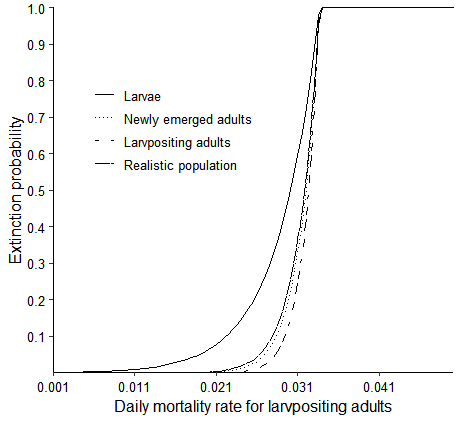 1.0
0.9
0.8
0.7
0.6
0.5
0.4
0.3
0.2
0.1
Extinction probability
Larvae
Newly emerged adults
Larvpositing adults
Realistic population
0.001 0.011 0.021 0.031 0.041
Daily mortality rate for larvpositing adults